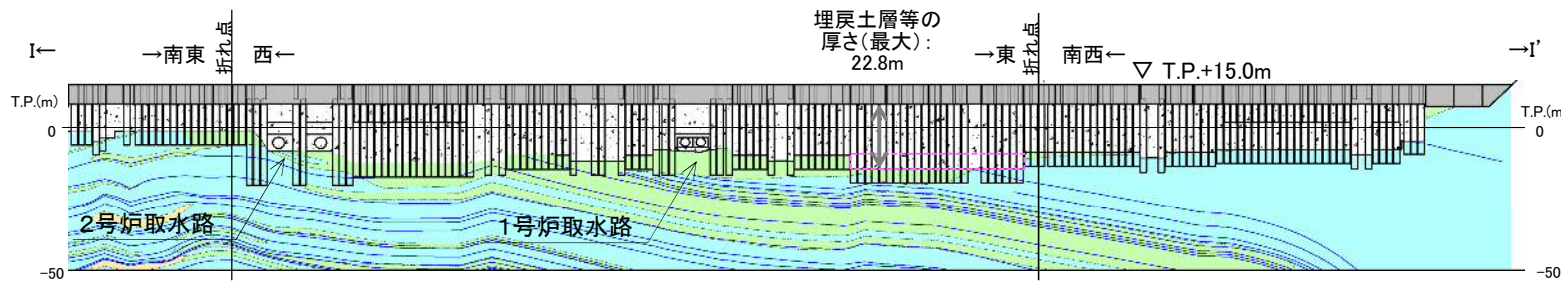 I←
→南東
折れ点
西←
埋戻土層等の
厚さ(最大):
22.8m
→東
折れ点
南西←
▽ T.P.+15.0m
→I'
T.P.(m)
0
-50
T.P.(m
0
-50
2号炉取水路
1号炉取水路